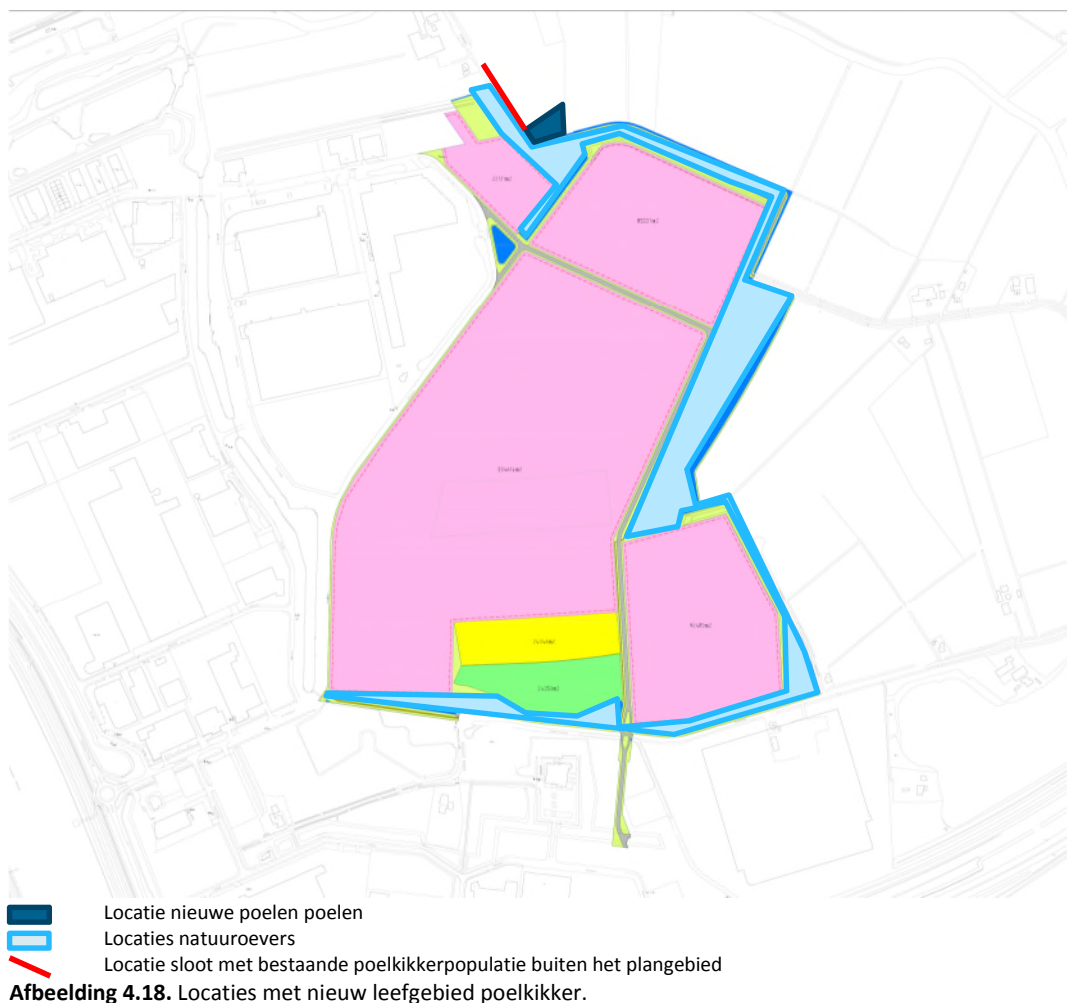 Locatie nieuwe poelen poelen
Locaties natuuroevers
Locatie sloot met bestaande poelkikkerpopulatie buiten het plangebied
Afbeelding 4.18. Locaties met nieuw leefgebied poelkikker.